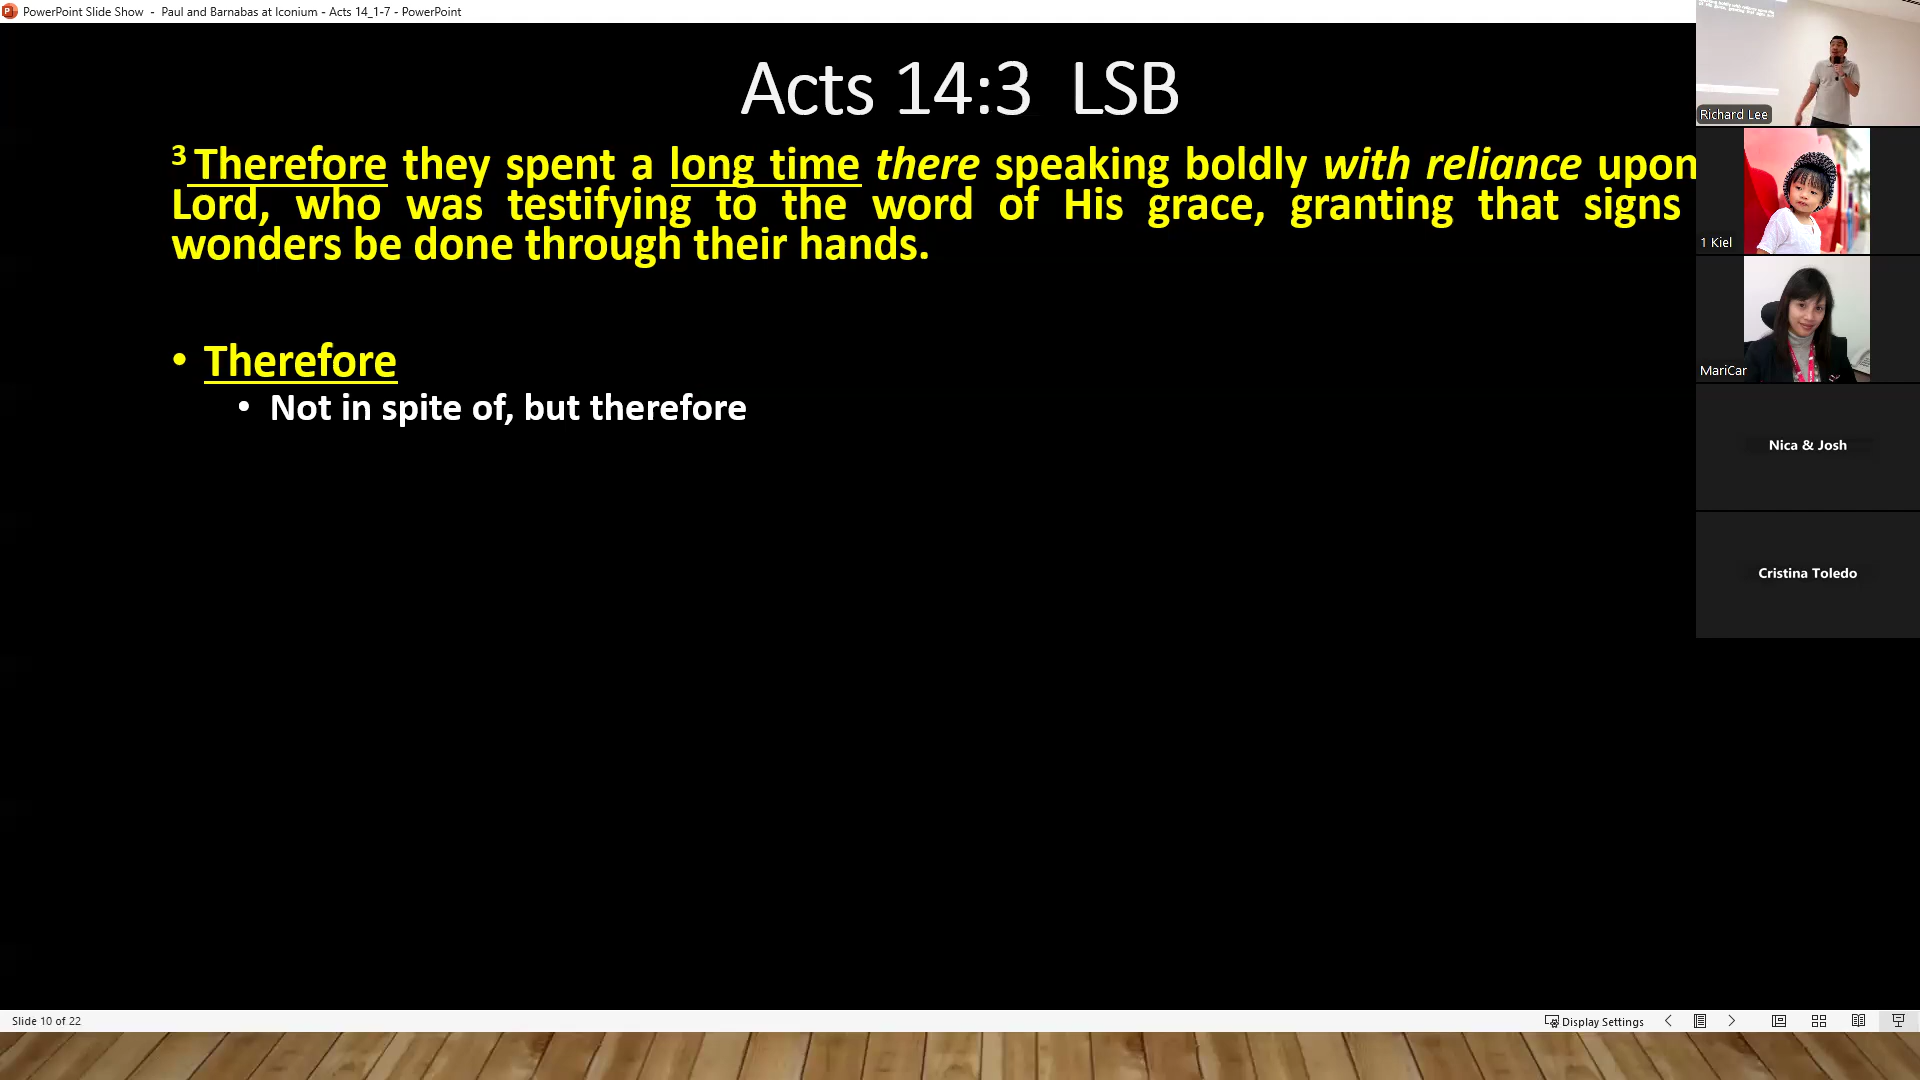 PowerPoint Slide Show - Paul and Barnabas at Iconium - Acts 14_1-7 - PowerPoint
Acts 14:3 LSB
3 Therefore they spent a long time there speaking boldly with reliance upon
Lord, who was testifying to the word of His grace, granting that signs
wonders be done through their hands.
• Therefore
• Not in spite of, but therefore
Richard Lee
1 Kiel
MariCar
Nica & Josh
Cristina Toledo
Slide 10 of 22
Display Settings